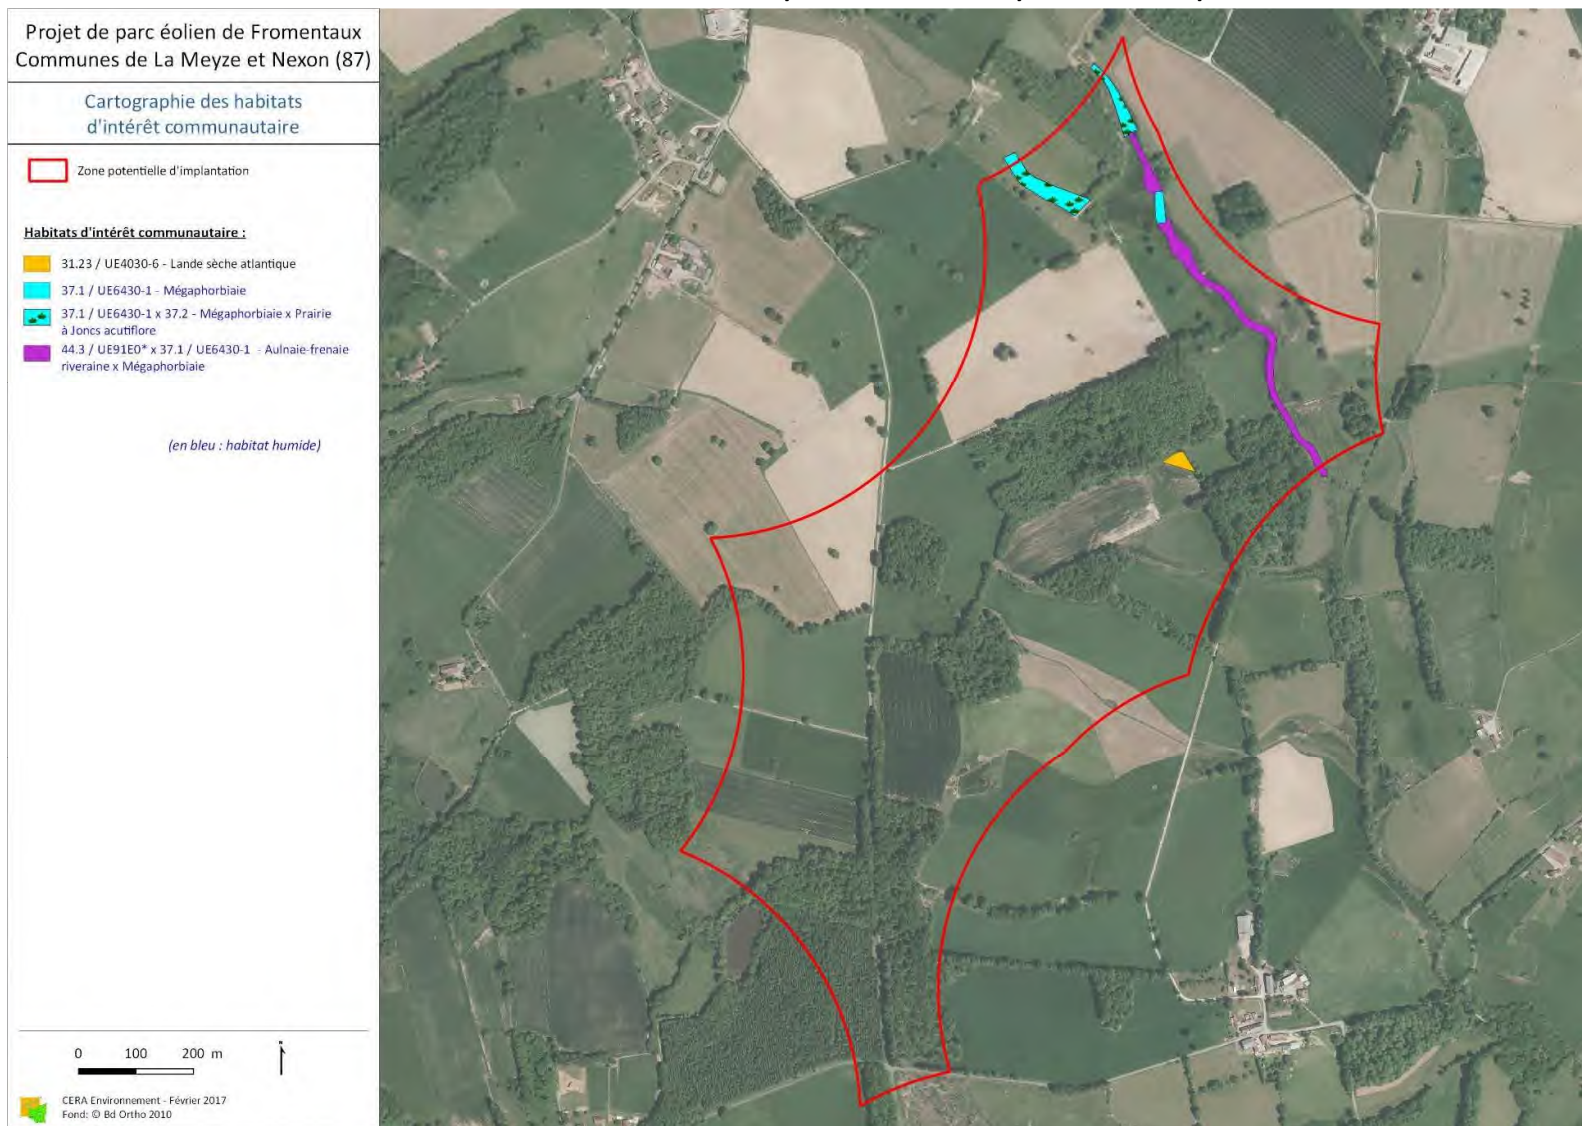 Projet de parc éolien de Fromentaux
Communes de La Meyze et Nexon (87)
Cartographie des habitats
d'intérêt communautaire
Zone potentielle d'implantation
Habitats d'intérêt communautaire :
31.23 / UE4030-6 - Lande sèche atlantique
37.1 / UE6430-1 - Mégaphorbiaie
37.1 / UE6430-1 x 37.2 - Mégaphorbiaie x Prairie
à Joncs acutiflore
44.3 / UE91E0* x 37.1 / UE6430-1 - Aulnaie-frenaie
riveraine x Mégaphorbiaie
(en bleu : habitat humide)
0 100 200 m
CERA Environnement - Février 2017
Fond: © Bd Ortho 2010